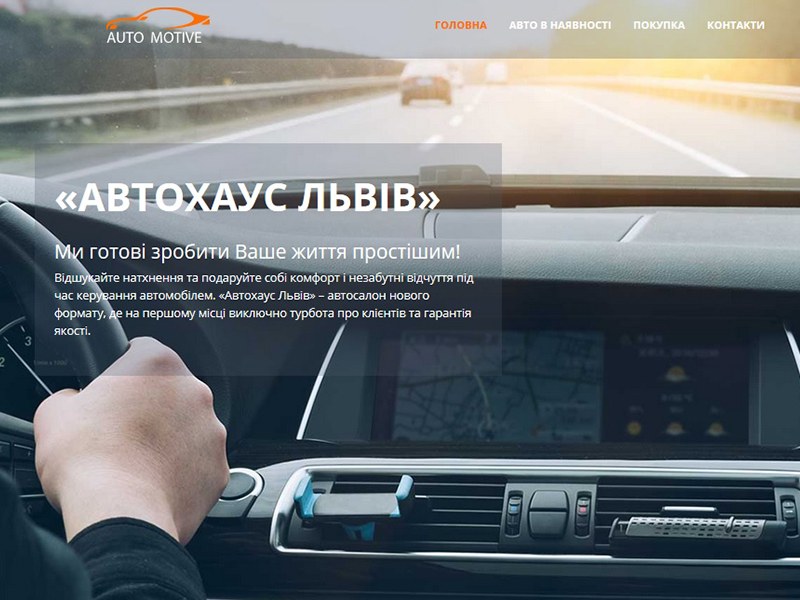 AUTO MOTIVE
ГОЛОВНА АВТО В НАЯВНОСТІ ПОКУПКА КОНТАКТИ
«АВТОХАУС ЛЬВІВ»
Ми готові зробити Ваше життя простішим!
Відшукайте натхнення та подаруйте собі комфорт і незабутні відчуття під
час керування автомобілем. «Автохаус Львів» – автосалон нового
формату, де на першому місці виключно турбота про клієнтів та гарантія
якості.
3
2